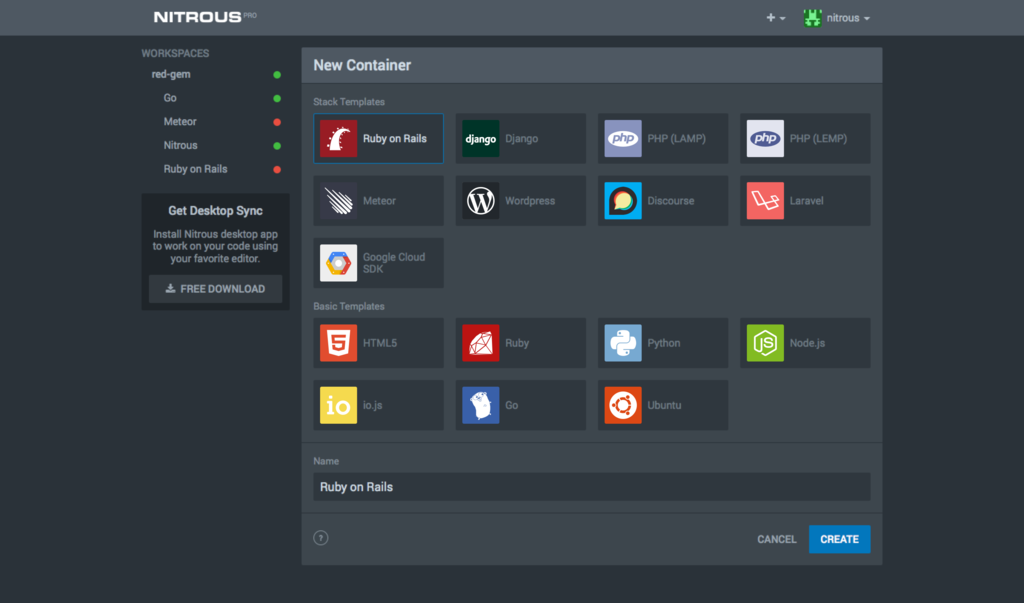 NITROUS PRO
nitrous
WORKSPACES
red-gem
Go
Meteor
Nitrous
Ruby on Rails
Get Desktop Sync
Install Nitrous desktop app
to work on your code using
your favorite editor.
FREE DOWNLOAD
New Container
Stack Templates
Ruby on Rails
django
Django
php
PHP (LAMP)
php
PHP (LEMP)
Meteor
W
Wordpress
Discourse
Laravel
Google Cloud
SDK
Basic Templates
5
HTML5
Ruby
Python
JS
Node.js
io
io.js
Go
Ubuntu
Name
Ruby on Rails
?
CANCEL
CREATE